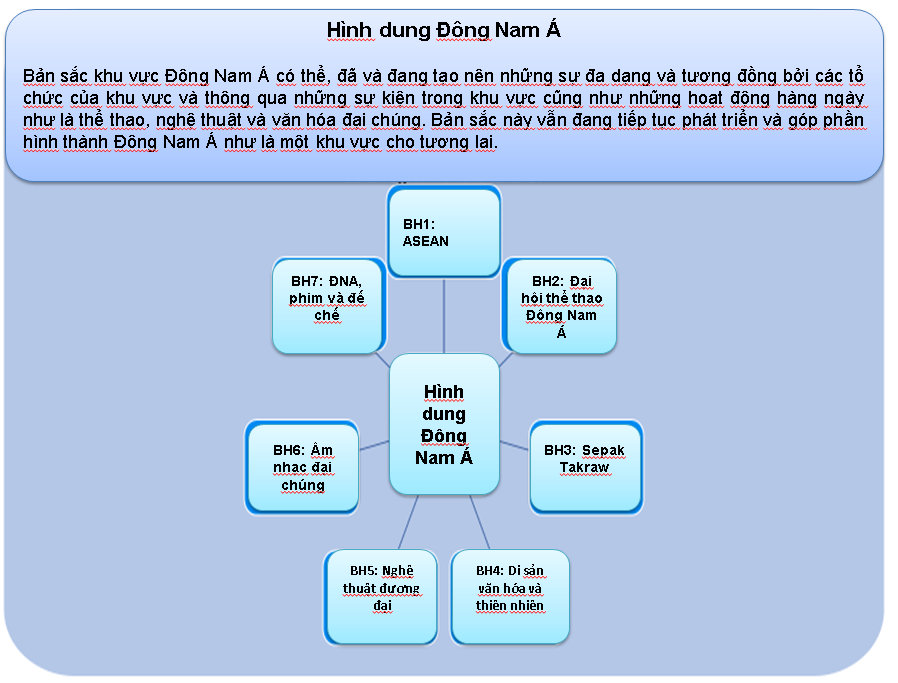 Hình dung Đông Nam Á
Bản sắc khu vực Đông Nam Á có thể, đã và đang tạo nên những sự đa dạng và tương đồng bởi các tổ
chức của khu vưc và thông qua những sự kiện trong khu vực cũng như những hoạt động hàng ngày
như là thể thao, nghệ thuật và văn hóa đại chúng. Bản sắc này vẫn đang tiếp tục phát triển và góp phần
hình thành Đông Nam Á như là một khu vực cho tương lai.
BH1:
ASEAN
BH2: Đại
hội thể thao
Đông Nam
Á
BH3: Sepak
Takraw
BH4: Di sản
văn hóa và
thiên nhiên
BH5: Nghệ
thuật đương
đại
BH6: Âm
nhạc đại
chúng
BH7: ĐNA,
phim và đế
chế
Hình
dung
Đông
Nam Á